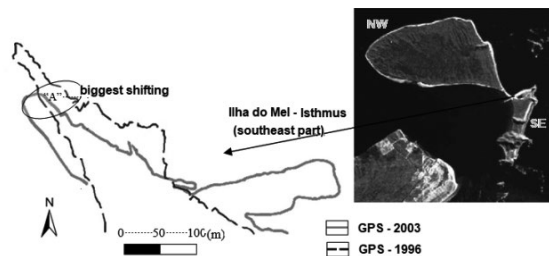 NW
"A"
biggest shifting
Ilha do Mel - Isthmus
(southeast part)
SE
N
0--------50--------100(m)
GPS - 2003
GPS - 1996